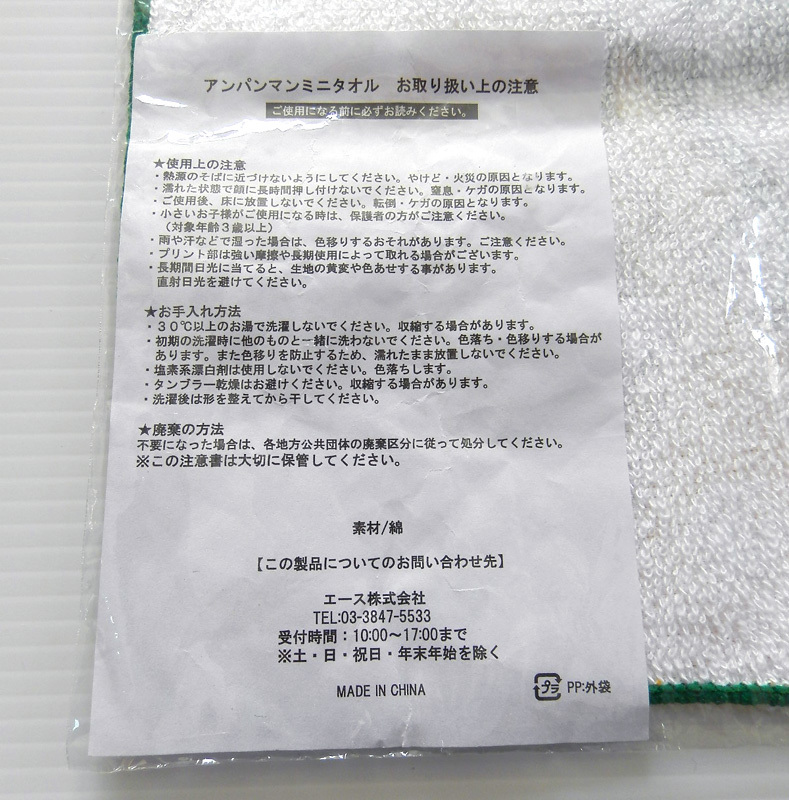 アンパンマンミニタオル　お取り扱い上の注意
ご使用になる前に必ずお読みください。
★使用上の注意
・熱源のそばに近づけないようにしてください。やけど・火災の原因となります。
・濡れた状態で顔に長時間押し付けないでください。窒息・ケガの原因となります。
・ご使用後、床に放置しないでください。転倒・ケガの原因となります。
・小さいお子様がご使用になる時は、保護者の方がご注意ください。
（対象年齢３歳以上）
・雨や汗などで湿った場合は、色移りするおそれがあります。ご注意ください。
・プリント部は強い摩擦や長期使用によって取れる場合がございます。
・長期間日光に当てると、生地の黄変や色あせする事があります。
直射日光を避けてください。
★お手入れ方法
・３０℃以上のお湯で洗濯しないでください。収縮する場合があります。
・初期の洗濯時に他のものと一緒に洗わないでください。色落ち・色移りする場合が
あります。また色移りを防止するため、濡れたまま放置しないでください。
・塩素系漂白剤は使用しないでください。色落ちします。
・タンブラー乾燥はお避けください。収縮する場合があります。
・洗濯後は形を整えてから干してください。
★廃棄の方法
不要になった場合は、各地方公共団体の廃棄区分に従って処分してください。
※この注意書は大切に保管してください。
素材/綿
【この製品についてのお問い合わせ先】
エース株式会社
TEL:03-3847-5533
受付時間：10:00～17:00まで
※土・日・祝日・年末年始を除く
MADE IN CHINA
プラ PP:外袋